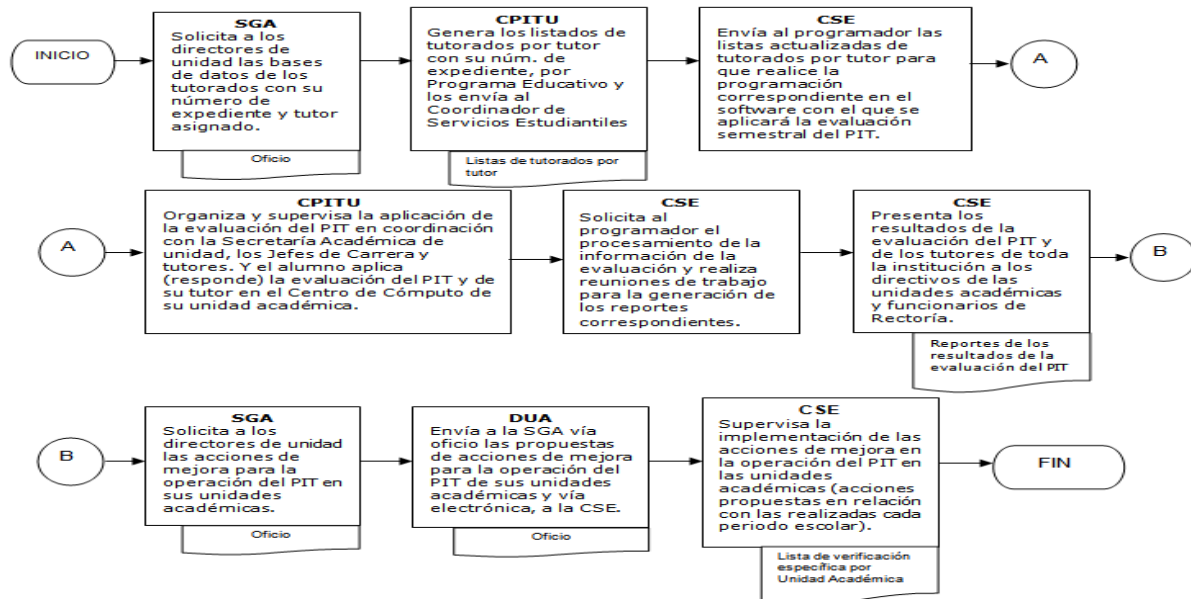 INICIO
SGA
Solicita a los
directores de
unidad las bases
de datos de los
tutorados con su
número de
expediente y tutor
asignado.
Oficio
CPITU
Genera los listados de
tutorados por tutor
con su núm. de
expediente, por
Programa Educativo y
los envía al
Coordinador de
Servicios Estudiantiles
Listas de tutorados por
tutor
CSE
Envía al programador las
listas actualizadas de
tutorados por tutor para
que realice la
programación
correspondiente en el
software con el que se
aplicará la evaluación
semestral del PIT.
A
A
CPITU
Organiza y supervisa la aplicación de
la evaluación del PIT en coordinación
con la Secretaría Académica de
unidad, los Jefes de Carrera y
tutores. Y el alumno aplica
(responde) la evaluación del PIT y de
su tutor en el Centro de Cómputo de
su unidad académica.
CSE
Solicita al
programador el
procesamiento de la
información de la
evaluación y realiza
reuniones de trabajo
para la generación de
los reportes
correspondientes.
CSE
Presenta los
resultados de la
evaluación del PIT y
de los tutores de toda
la institución a los
directivos de las
unidades académicas
y funcionarios de
Rectoría.
Reportes de los
resultados de la
evaluación del PIT
B
B
SGA
Solicita a los
directores de unidad
las acciones de
mejora para la
operación del PIT en
sus unidades
académicas.
Oficio
DUA
Envía a la SGA vía
oficio las propuestas
de acciones de mejora
para la operación del
PIT de sus unidades
académicas y vía
electrónica, a la CSE.
Oficio
CSE
Supervisa la
implementación de las
acciones de mejora
en la operación del PIT en
las unidades
académicas (acciones
propuestas en relación
con las realizadas cada
periodo escolar).
Lista de verificación
específica por
Unidad Académica
FIN